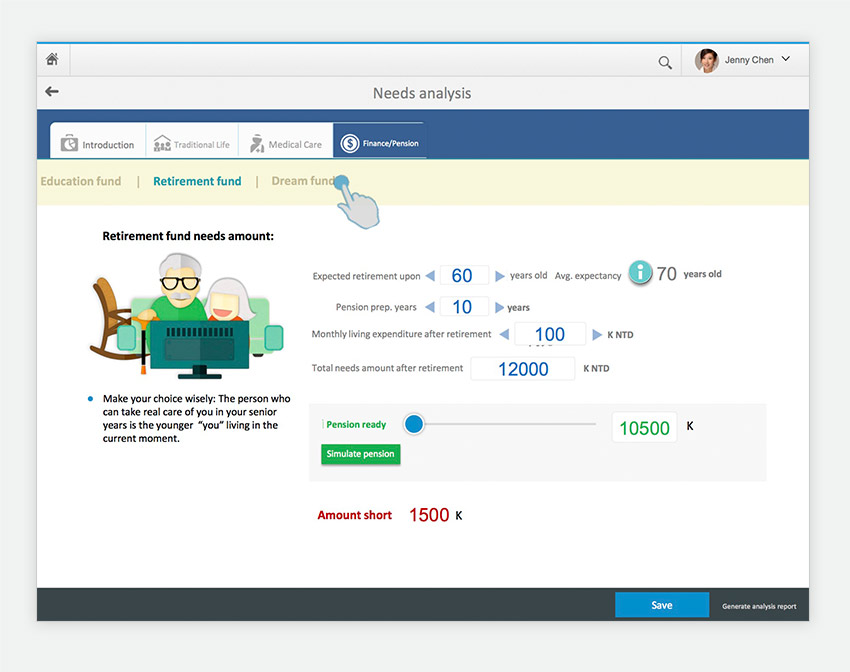 Jenny Chen
Needs analysis
Introduction
Traditional Life
Medical Care
$ Finance/Pension
Education fund | Retirement fund | Dream fund
Retirement fund needs amount:
Expected retirement upon 60 years old Avg. expectancy i 70 years old
Pension prep. years 10 years
Monthly living expenditure after retirement 100 K NTD
Total needs amount after retirement 12000 K NTD
Make your choice wisely: The person who
can take real care of you in your senior
years is the younger “you” living in the
current moment.
Pension ready 10500 K
Simulate pension
Amount short 1500 K
Save
Generate analysis report